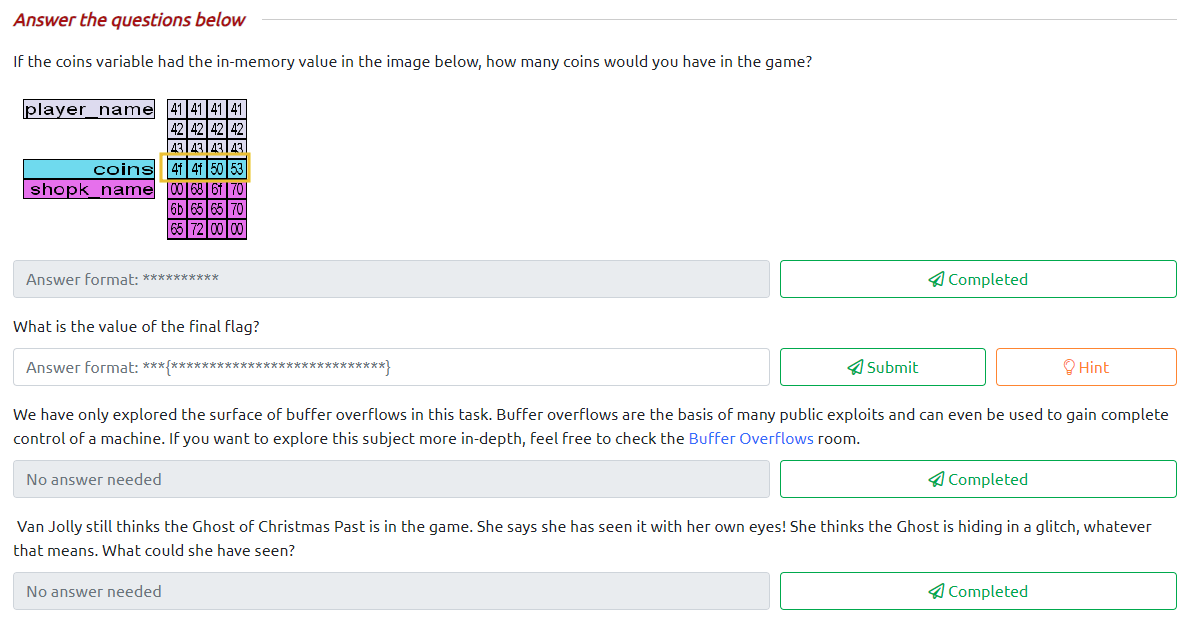 Answer the questions below
If the coins variable had the in-memory value in the image below, how many coins would you have in the game?
player_name 41 41 41 41
42 42 42 42
43 43 43 43
coins 4f 4f 50 53
shopk_name 00 68 6f 70
6b 65 65 70
65 72 00 00
Answer format: **********
Completed
What is the value of the final flag?
Answer format: ***{****************************}
Submit
Hint
We have only explored the surface of buffer overflows in this task. Buffer overflows are the basis of many public exploits and can even be used to gain complete
control of a machine. If you want to explore this subject more in-depth, feel free to check the Buffer Overflows room.
No answer needed
Completed
Van Jolly still thinks the Ghost of Christmas Past is in the game. She says she has seen it with her own eyes! She thinks the Ghost is hiding in a glitch, whatever
that means. What could she have seen?
No answer needed
Completed